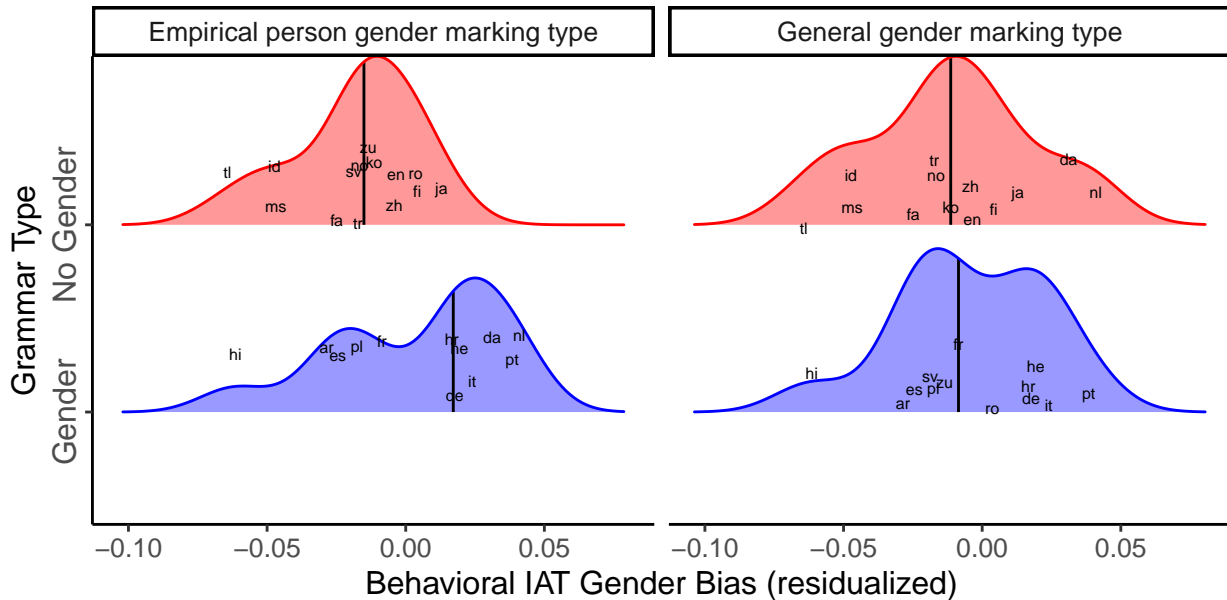 Empirical person gender marking type
General gender marking type
Grammar Type
No Gender
Gender
zu
no
ko
tl
id
sv
en
ro
ja
fi
ms
zh
fa
tr
hi
ar
es
pl
fr
hr
he
da
nl
pt
it
de
tr
da
id
no
zh
ja
nl
ms
ko
fi
fa
en
tl
fr
hi
he
sv
zu
es
pl
hr
pt
de
ar
it
ro
−0.10
−0.05
0.00
0.05
−0.10
−0.05
0.00
0.05
Behavioral IAT Gender Bias (residualized)